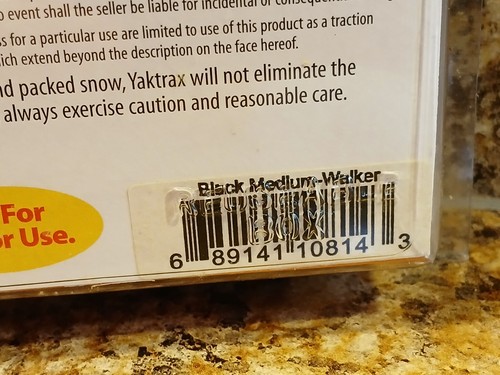 event shall the seller be liable for incidental or
s for a particular use are limited to use of this product as a traction
ich extend beyond the description on the face hereof.
nd packed snow, Yaktrax will not eliminate the
always exercise caution and reasonable care.
For
r Use.
Black Medium-Walker
BOX
6 89141 10814 3